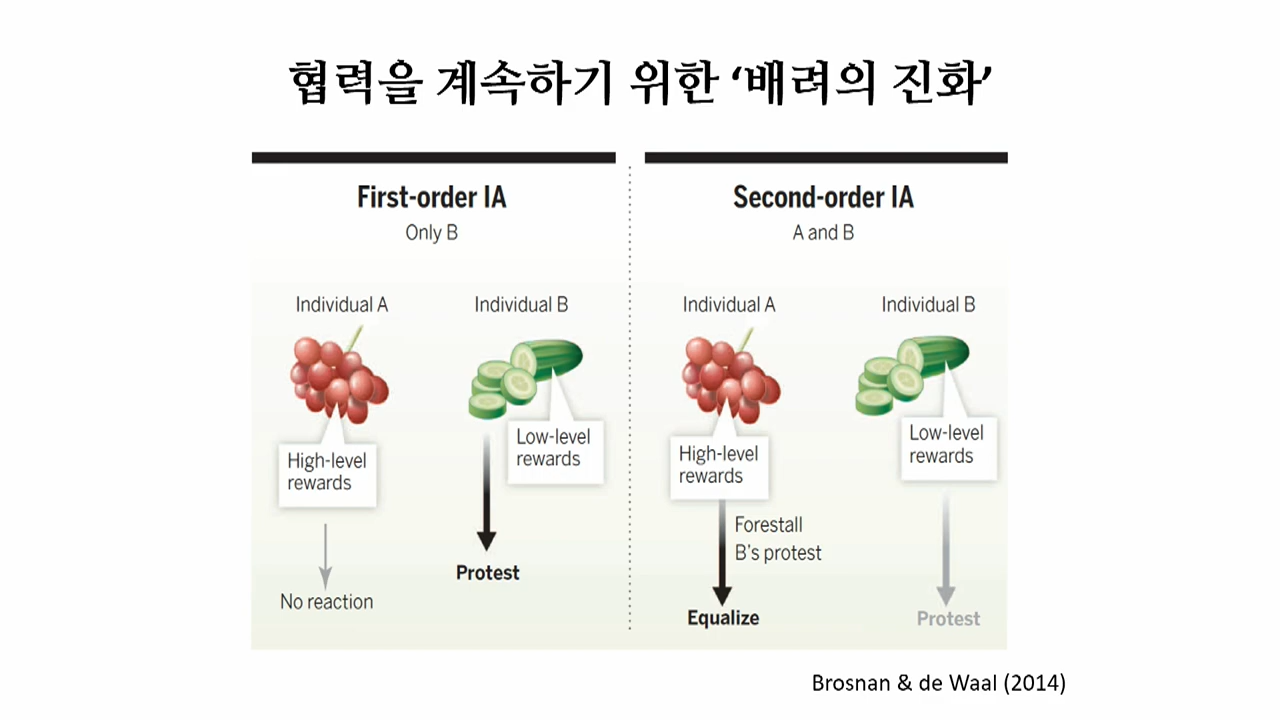 협력을 계속하기 위한 ‘배려의 진화’
First-order IA
Only B
Individual A
Individual B
High-level
rewards
Low-level
rewards
No reaction
Protest
Second-order IA
A and B
Individual A
Individual B
High-level
rewards
Low-level
rewards
Forestall
B's protest
Equalize
Protest
Brosnan & de Waal (2014)